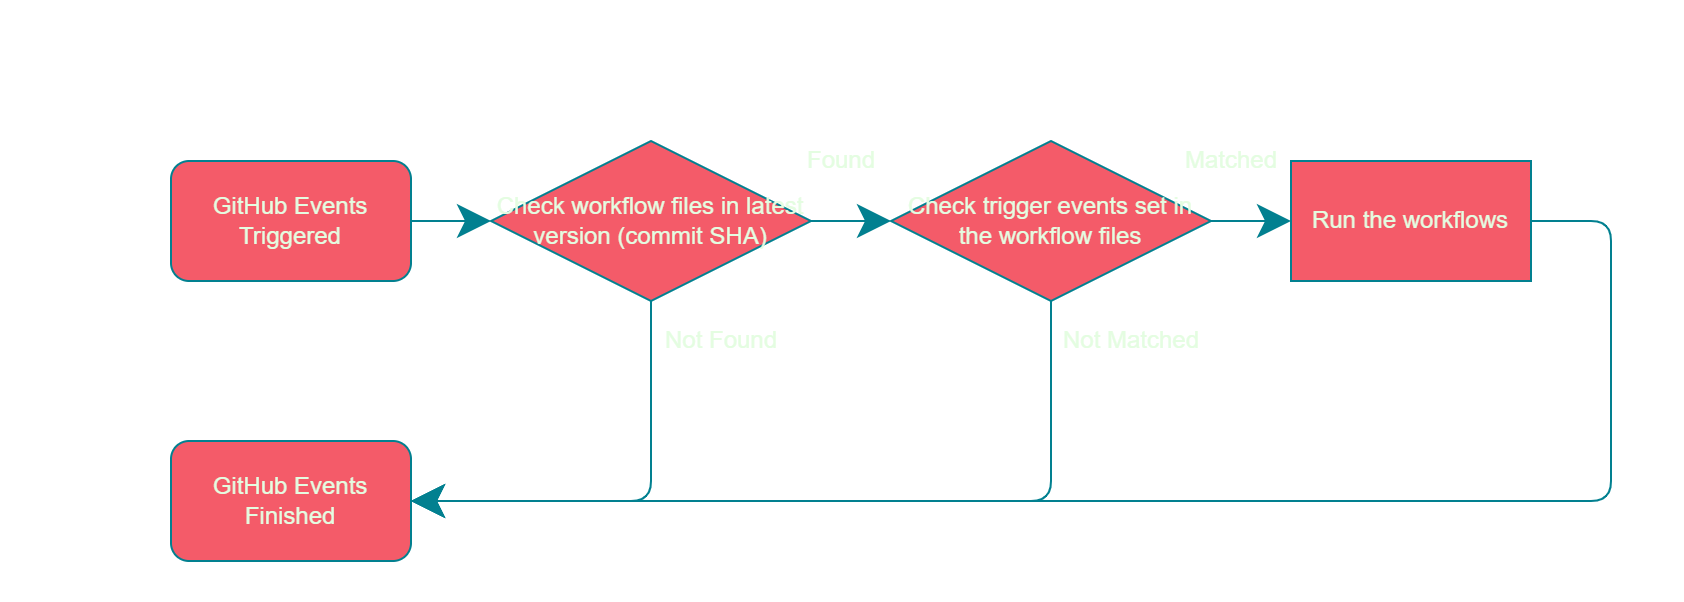 GitHub Events
Triggered
Check workflow files in latest
version (commit SHA)
Found
Check trigger events set in
the workflow files
Matched
Run the workflows
Not Found
Not Matched
GitHub Events
Finished